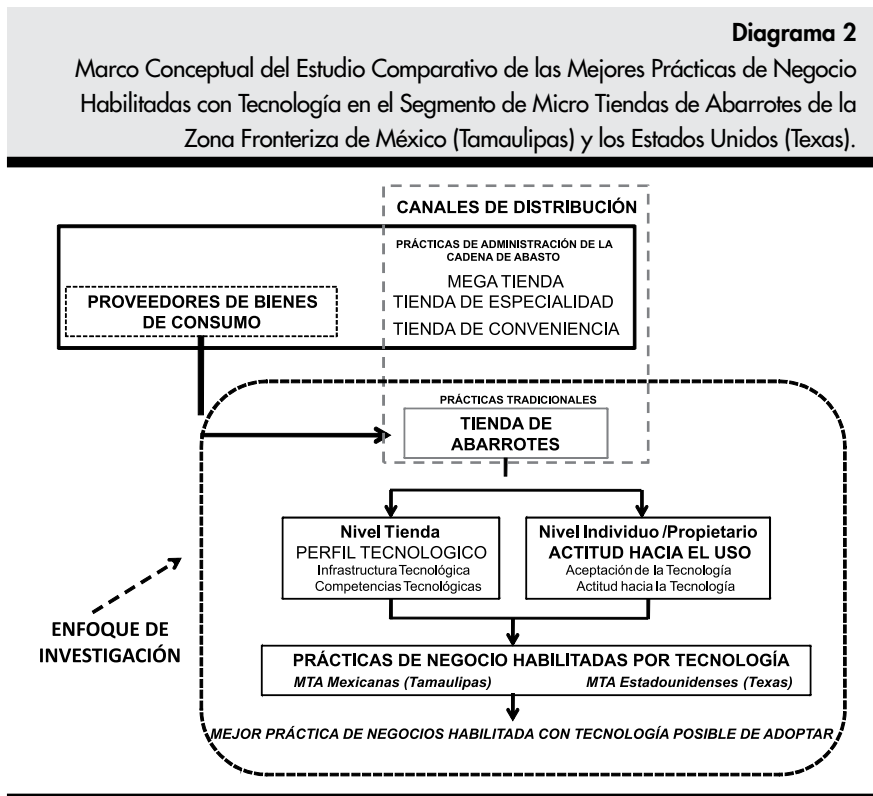 Diagrama 2
Marco Conceptual del Estudio Comparativo de las Mejores Prácticas de Negocio
Habilitadas con Tecnología en el Segmento de Micro Tiendas de Abarrotes de la
Zona Fronteriza de México (Tamaulipas) y los Estados Unidos (Texas).
CANALES DE DISTRIBUCIÓN
PRÁCTICAS DE ADMINISTRACIÓN DE LA
CADENA DE ABASTO
MEGA TIENDA
TIENDA DE ESPECIALIDAD
TIENDA DE CONVENIENCIA
PROVEEDORES DE BIENES
DE CONSUMO
PRÁCTICAS TRADICIONALES
TIENDA DE
ABARROTES
Nivel Tienda
PERFIL TECNOLOGICO
Infrastructura Tecnológica
Competencias Tecnológicas
Nivel Individuo /Propietario
ACTITUD HACIA EL USO
Aceptación de la Tecnología
Actitud hacia la Tecnología
ENFOQUE DE
INVESTIGACIÓN
PRÁCTICAS DE NEGOCIO HABILITADAS POR TECNOLOGÍA
MTA Mexicanas (Tamaulipas) MTA Estadounidenses (Texas)
MEJOR PRÁCTICA DE NEGOCIOS HABILITADA CON TECNOLOGÍA POSIBLE DE ADOPTAR